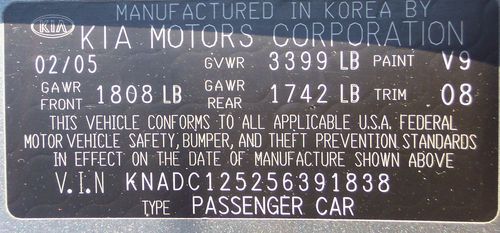 MANUFACTURED IN KOREA BY
KIA KIA MOTORS CORPORATION
02/05 GVWR 3399 LB PAINT V9
GAWR FRONT 1808 LB GAWR REAR 1742 LB TRIM 08
THIS VEHICLE CONFORMS TO ALL APPLICABLE U.S.A. FEDERAL
MOTOR VEHICLE SAFETY, BUMPER, AND THEFT PREVENTION STANDARDS
IN EFFECT ON THE DATE OF MANUFACTURE SHOWN ABOVE
V.I.N KNADC125256391838
TYPE PASSENGER CAR